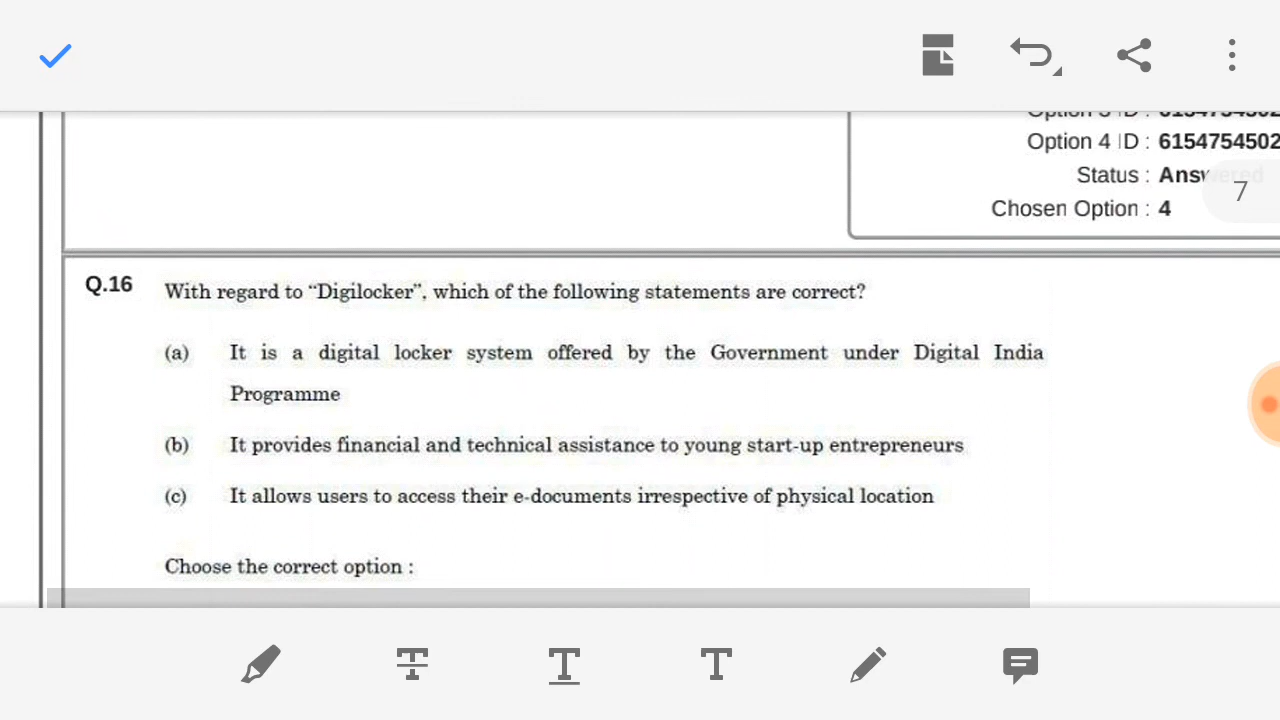 Option 4 ID : 6154754502
Status : Answered
7
Chosen Option : 4
Q.16 With regard to “Digilocker”, which of the following statements are correct?
(a) It is a digital locker system offered by the Government under Digital India
Programme
(b) It provides financial and technical assistance to young start-up entrepreneurs
(c) It allows users to access their e-documents irrespective of physical location
Choose the correct option :